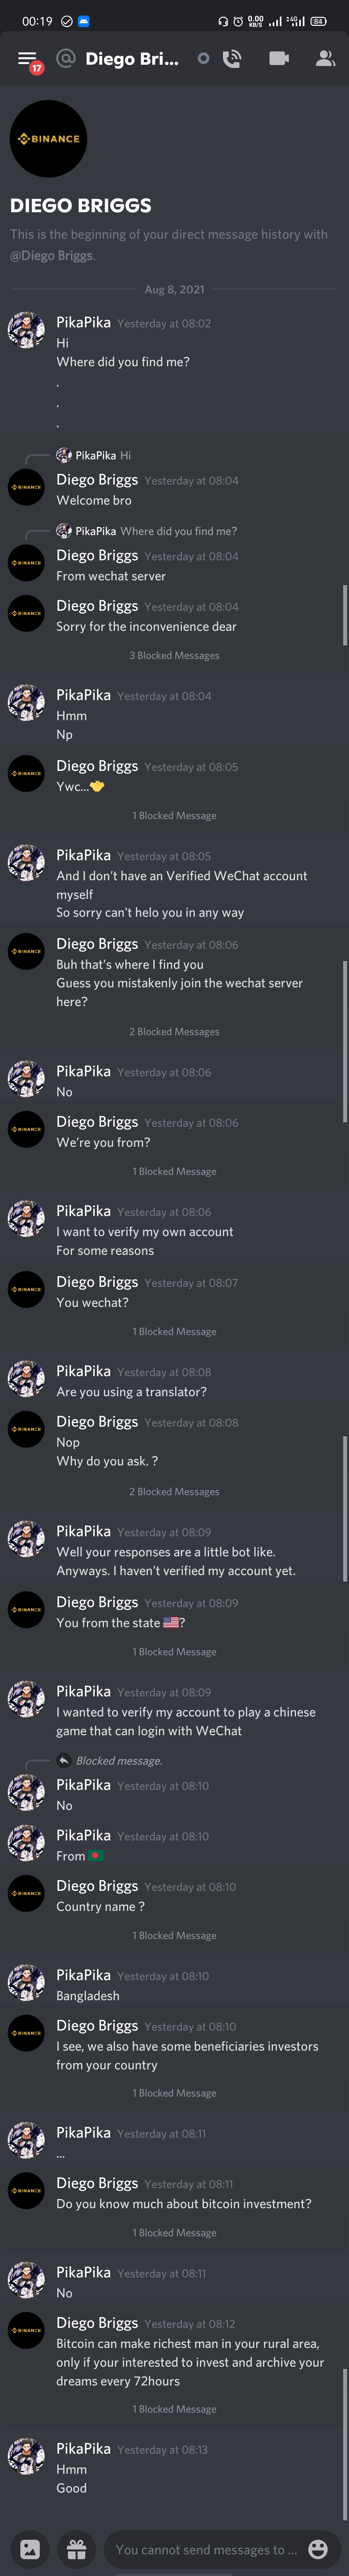 00:19
0.00 KB/S
4G
84
17
@ Diego Bri...
BINANCE
DIEGO BRIGGS
This is the beginning of your direct message history with
@Diego Briggs.
Aug 8, 2021
PikaPika Yesterday at 08:02
Hi
Where did you find me?
.
.
.
PikaPika Hi
BINANCE
Diego Briggs Yesterday at 08:04
Welcome bro
PikaPika Where did you find me?
BINANCE
Diego Briggs Yesterday at 08:04
From wechat server
BINANCE
Diego Briggs Yesterday at 08:04
Sorry for the inconvenience dear
3 Blocked Messages
PikaPika Yesterday at 08:04
Hmm
Np
BINANCE
Diego Briggs Yesterday at 08:05
Ywc...🤝
1 Blocked Message
PikaPika Yesterday at 08:05
And I don't have an Verified WeChat account
myself
So sorry can't helo you in any way
BINANCE
Diego Briggs Yesterday at 08:06
Buh that's where I find you
Guess you mistakenly join the wechat server
here?
2 Blocked Messages
PikaPika Yesterday at 08:06
No
BINANCE
Diego Briggs Yesterday at 08:06
We're you from?
1 Blocked Message
PikaPika Yesterday at 08:06
I want to verify my own account
For some reasons
BINANCE
Diego Briggs Yesterday at 08:07
You wechat?
1 Blocked Message
PikaPika Yesterday at 08:08
Are you using a translator?
BINANCE
Diego Briggs Yesterday at 08:08
Nop
Why do you ask. ?
2 Blocked Messages
PikaPika Yesterday at 08:09
Well your responses are a little bot like.
Anyways. I haven't verified my account yet.
BINANCE
Diego Briggs Yesterday at 08:09
You from the state 🇺🇸?
1 Blocked Message
PikaPika Yesterday at 08:09
I wanted to verify my account to play a chinese
game that can login with WeChat
Blocked message.
PikaPika Yesterday at 08:10
No
PikaPika Yesterday at 08:10
From 🇧🇩
BINANCE
Diego Briggs Yesterday at 08:10
Country name ?
1 Blocked Message
PikaPika Yesterday at 08:10
Bangladesh
BINANCE
Diego Briggs Yesterday at 08:10
I see, we also have some beneficiaries investors
from your country
1 Blocked Message
PikaPika Yesterday at 08:11
...
BINANCE
Diego Briggs Yesterday at 08:11
Do you know much about bitcoin investment?
1 Blocked Message
PikaPika Yesterday at 08:11
No
BINANCE
Diego Briggs Yesterday at 08:12
Bitcoin can make richest man in your rural area,
only if your interested to invest and archive your
dreams every 72hours
1 Blocked Message
PikaPika Yesterday at 08:13
Hmm
Good
You cannot send messages to ...